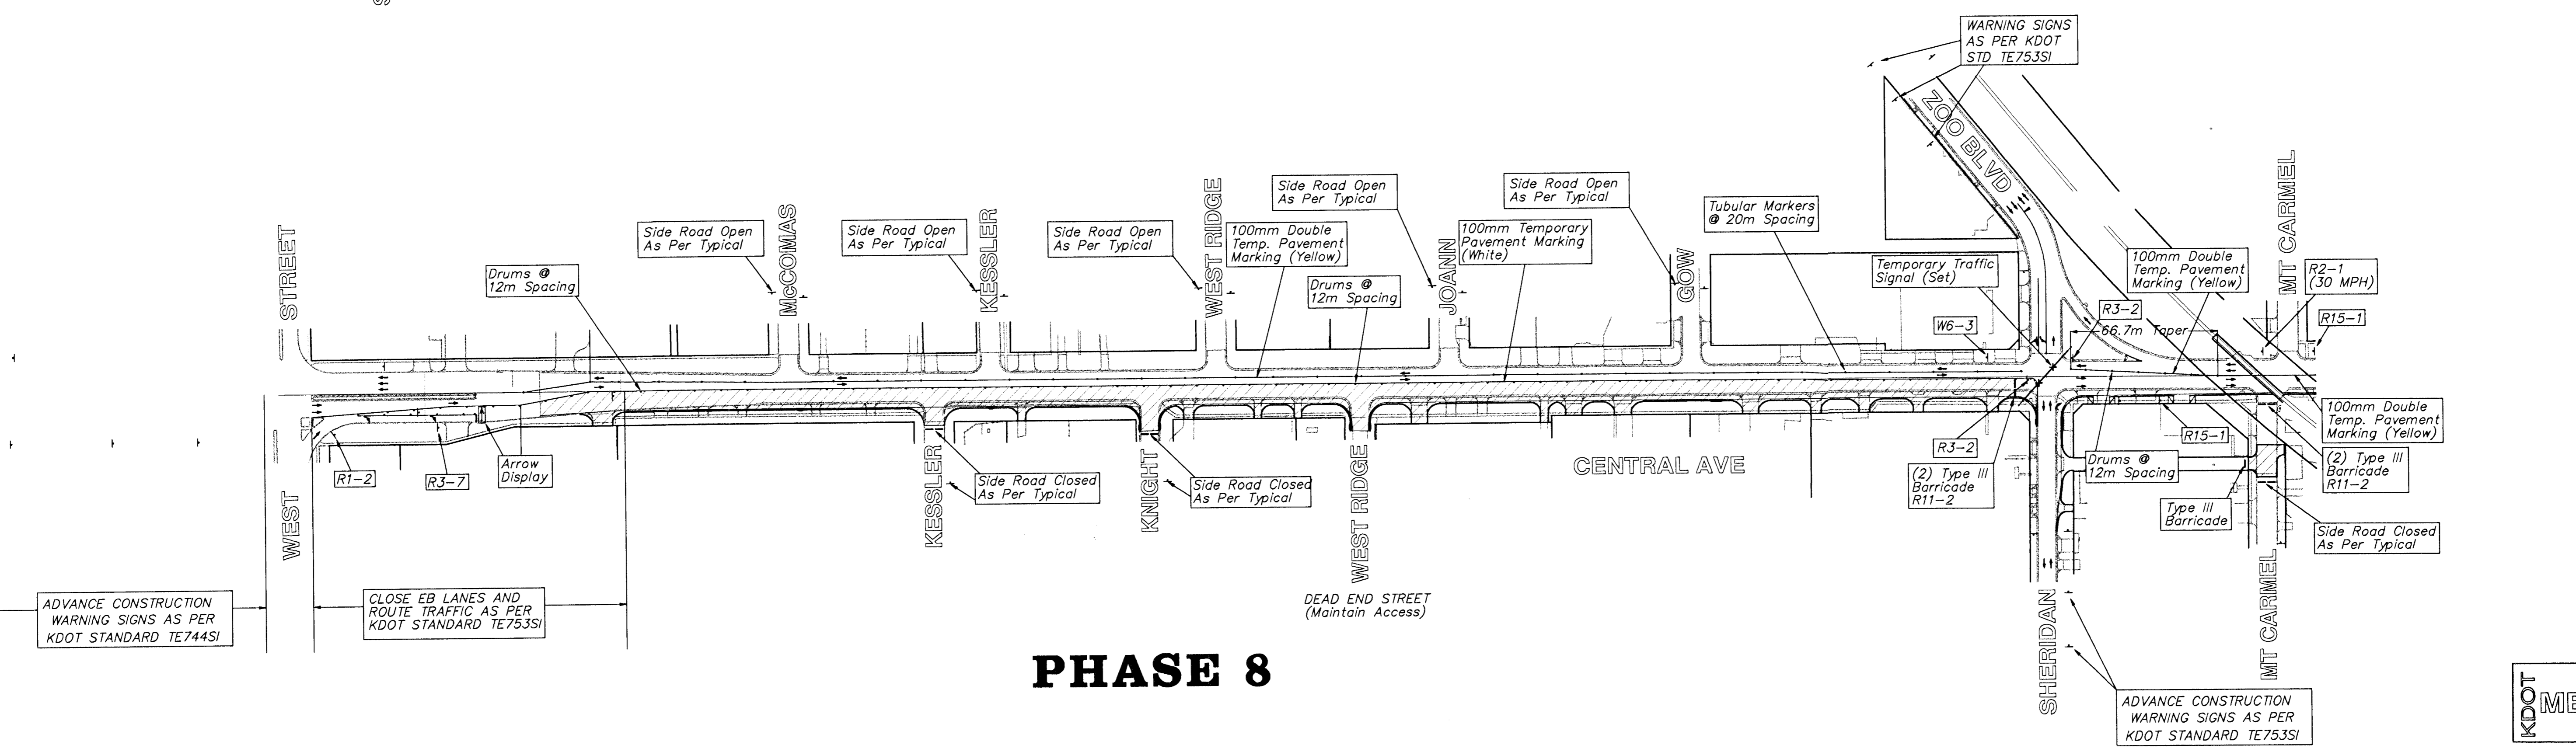 WARNING SIGNS
AS PER KDOT
STD TE753SI
ZOO BLVD
STREET
McCOMAS
KESSLER
WEST RIDGE
JOANN
GOW
MT CARMEL
Side Road Open
As Per Typical
Side Road Open
As Per Typical
Side Road Open
As Per Typical
Side Road Open
As Per Typical
Side Road Open
As Per Typical
Drums @
12m Spacing
100mm Double
Temp. Pavement
Marking (Yellow)
Drums @
12m Spacing
100mm Temporary
Pavement Marking
(White)
Tubular Markers
@ 20m Spacing
Temporary Traffic
Signal (Set)
W6-3
100mm Double
Temp. Pavement
Marking (Yellow)
R3-2
66.7m Taper
R2-1
(30 MPH)
R15-1
R1-2
R3-7
Arrow
Display
WEST
KESSLER
Side Road Closed
As Per Typical
KNIGHT
Side Road Closed
As Per Typical
WEST RIDGE
CENTRAL AVE
R3-2
(2) Type III
Barricade
R11-2
Drums @
12m Spacing
R15-1
Type III
Barricade
100mm Double
Temp. Pavement
Marking (Yellow)
(2) Type III
Barricade
R11-2
Side Road Closed
As Per Typical
SHERIDAN
MT CARMEL
ADVANCE CONSTRUCTION
WARNING SIGNS AS PER
KDOT STANDARD TE744SI
CLOSE EB LANES AND
ROUTE TRAFFIC AS PER
KDOT STANDARD TE753SI
DEAD END STREET
(Maintain Access)
PHASE 8
ADVANCE CONSTRUCTION
WARNING SIGNS AS PER
KDOT STANDARD TE753SI
KDOT